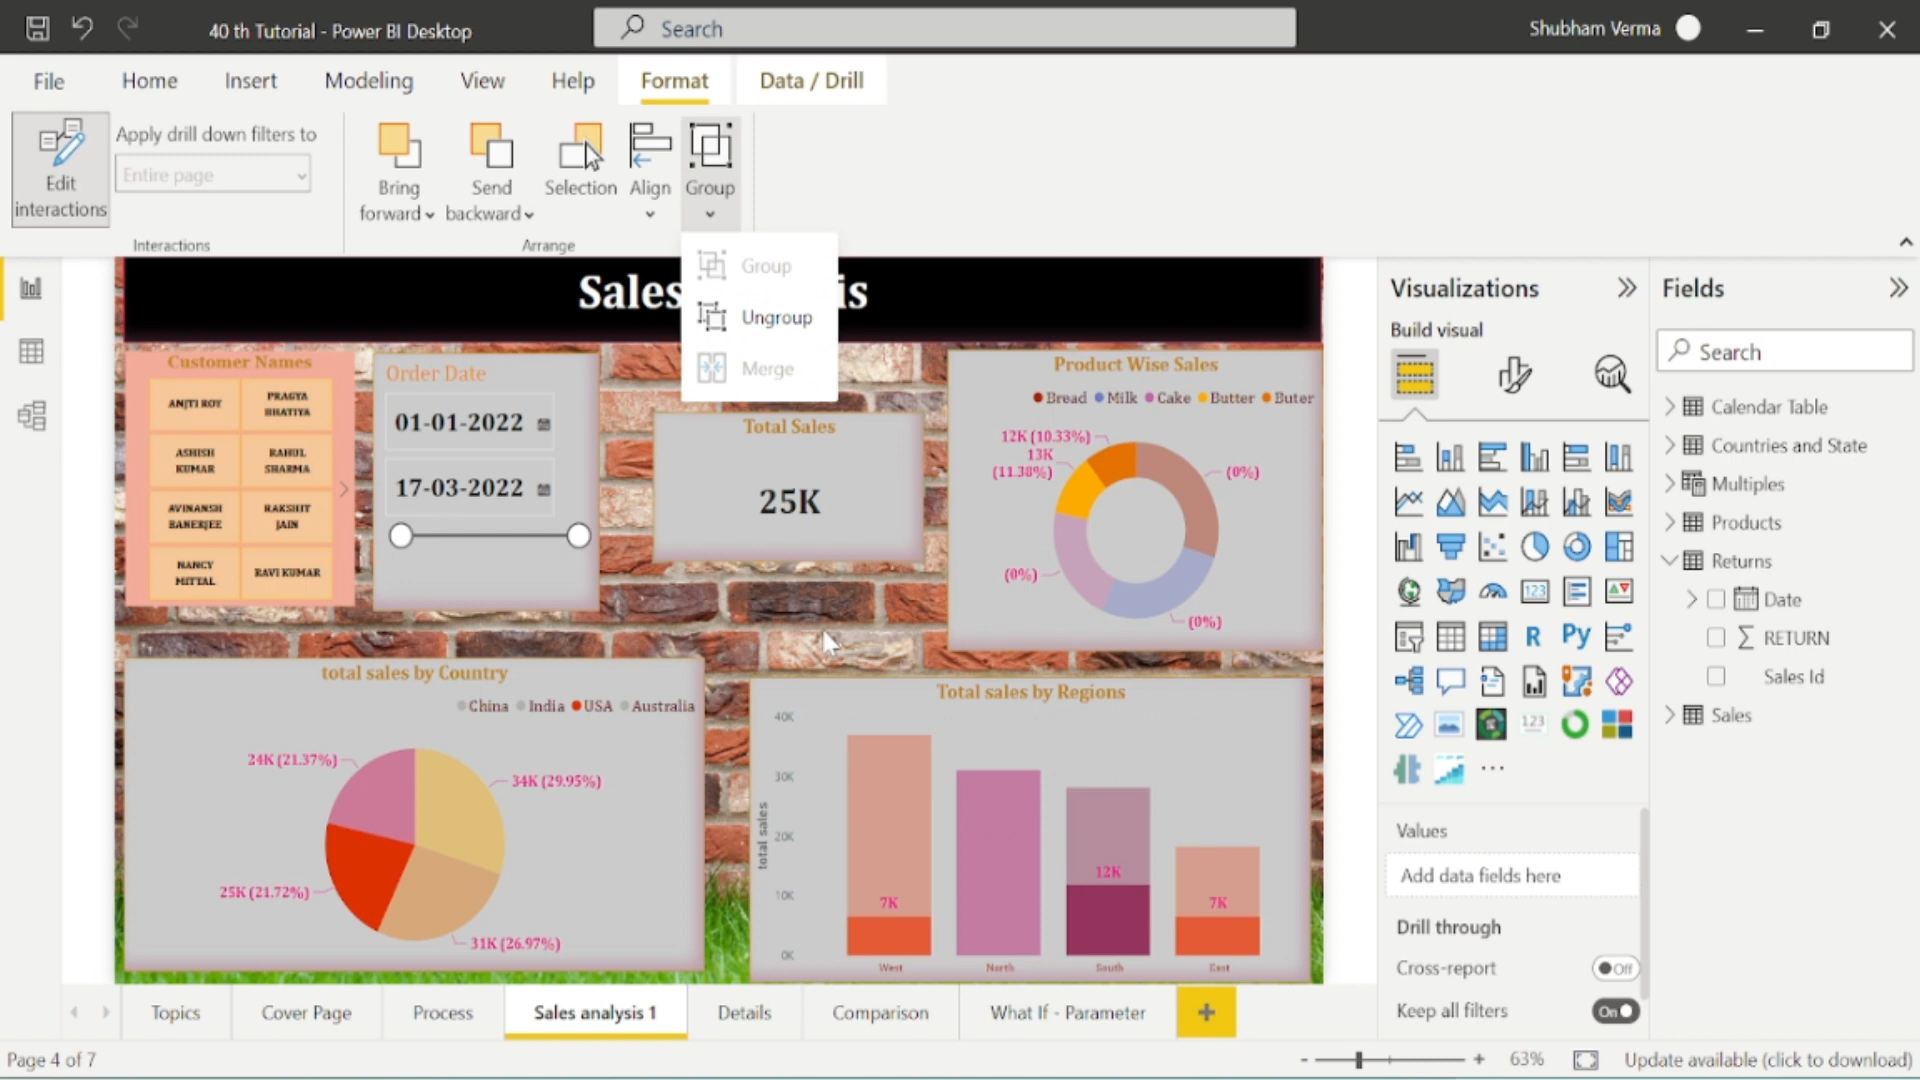 40 th Tutorial - Power BI Desktop
Search
Shubham Verma
File
Home
Insert
Modeling
View
Help
Format
Data / Drill
Edit
interactions
Apply drill down filters to
Entire page
Interactions
Bring
forward
Send
backward
Selection
Align
Group
Arrange
Group
Ungroup
Merge
Sales
is
Customer Names
ANJTI ROY
PRAGYA
BHATIYA
ASHISH
KUMAR
RAHUL
SHARMA
AVINANSH
BANERJEE
RAKSHIT
JAIN
NANCY
MITTAL
RAVI KUMAR
Order Date
01-01-2022
17-03-2022
Total Sales
25K
Product Wise Sales
Bread Milk Cake Butter Buter
12K (10.33%)
13K
(11.38%)
(0%)
(0%)
(0%)
total sales by Country
China India USA Australia
24K (21.37%)
34K (29.95%)
25K (21.72%)
31K (26.97%)
Total sales by Regions
total sales
40K
30K
20K
10K
0K
7K
12K
7K
West
North
South
East
Visualizations
Build visual
123
R
Py
123
Values
Add data fields here
Drill through
Cross-report
Off
Keep all filters
On
Fields
Search
Calendar Table
Countries and State
Multiples
Products
Returns
Date
RETURN
Sales Id
Sales
Topics
Cover Page
Process
Sales analysis 1
Details
Comparison
What If - Parameter
Page 4 of 7
63%
Update available (click to download)